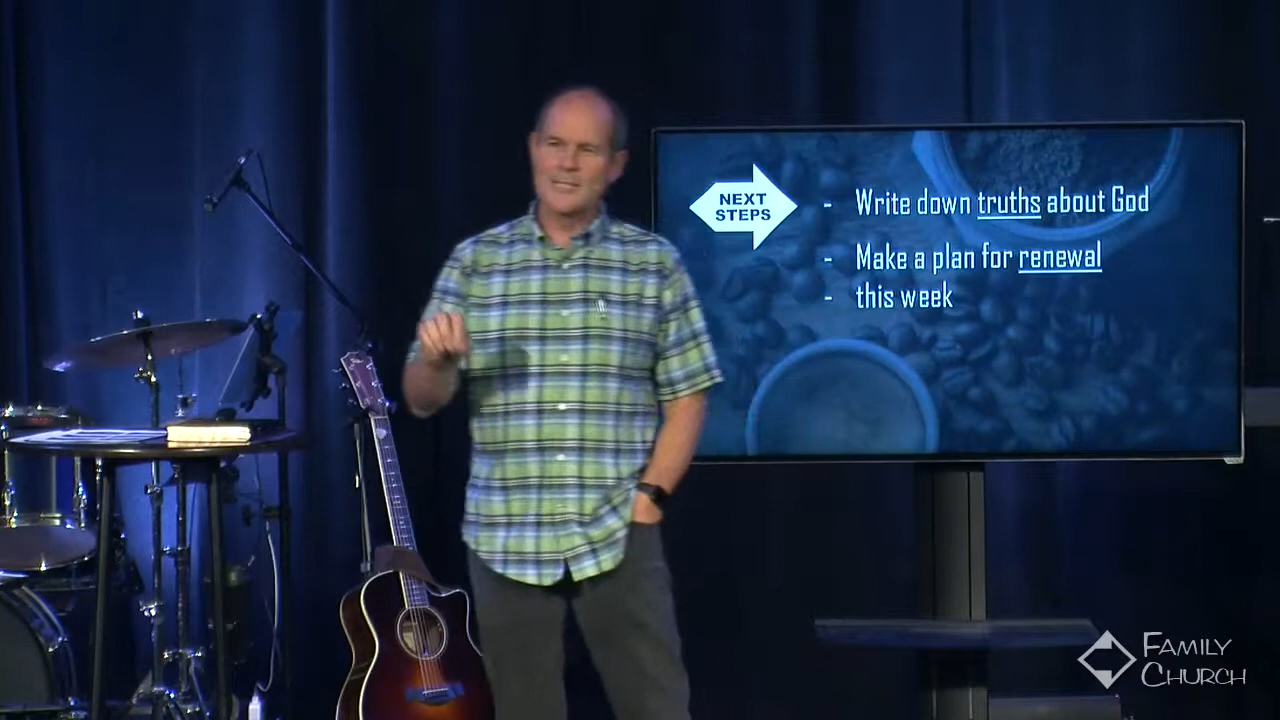 NEXT
STEPS
- Write down truths about God
- Make a plan for renewal
- this week
FAMILY
CHURCH